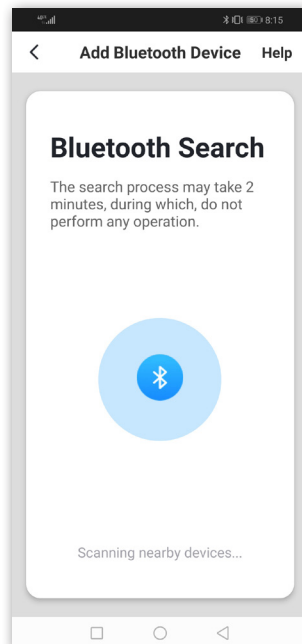 8:15
Add Bluetooth Device Help
Bluetooth Search
The search process may take 2
minutes, during which, do not
perform any operation.
Scanning nearby devices...